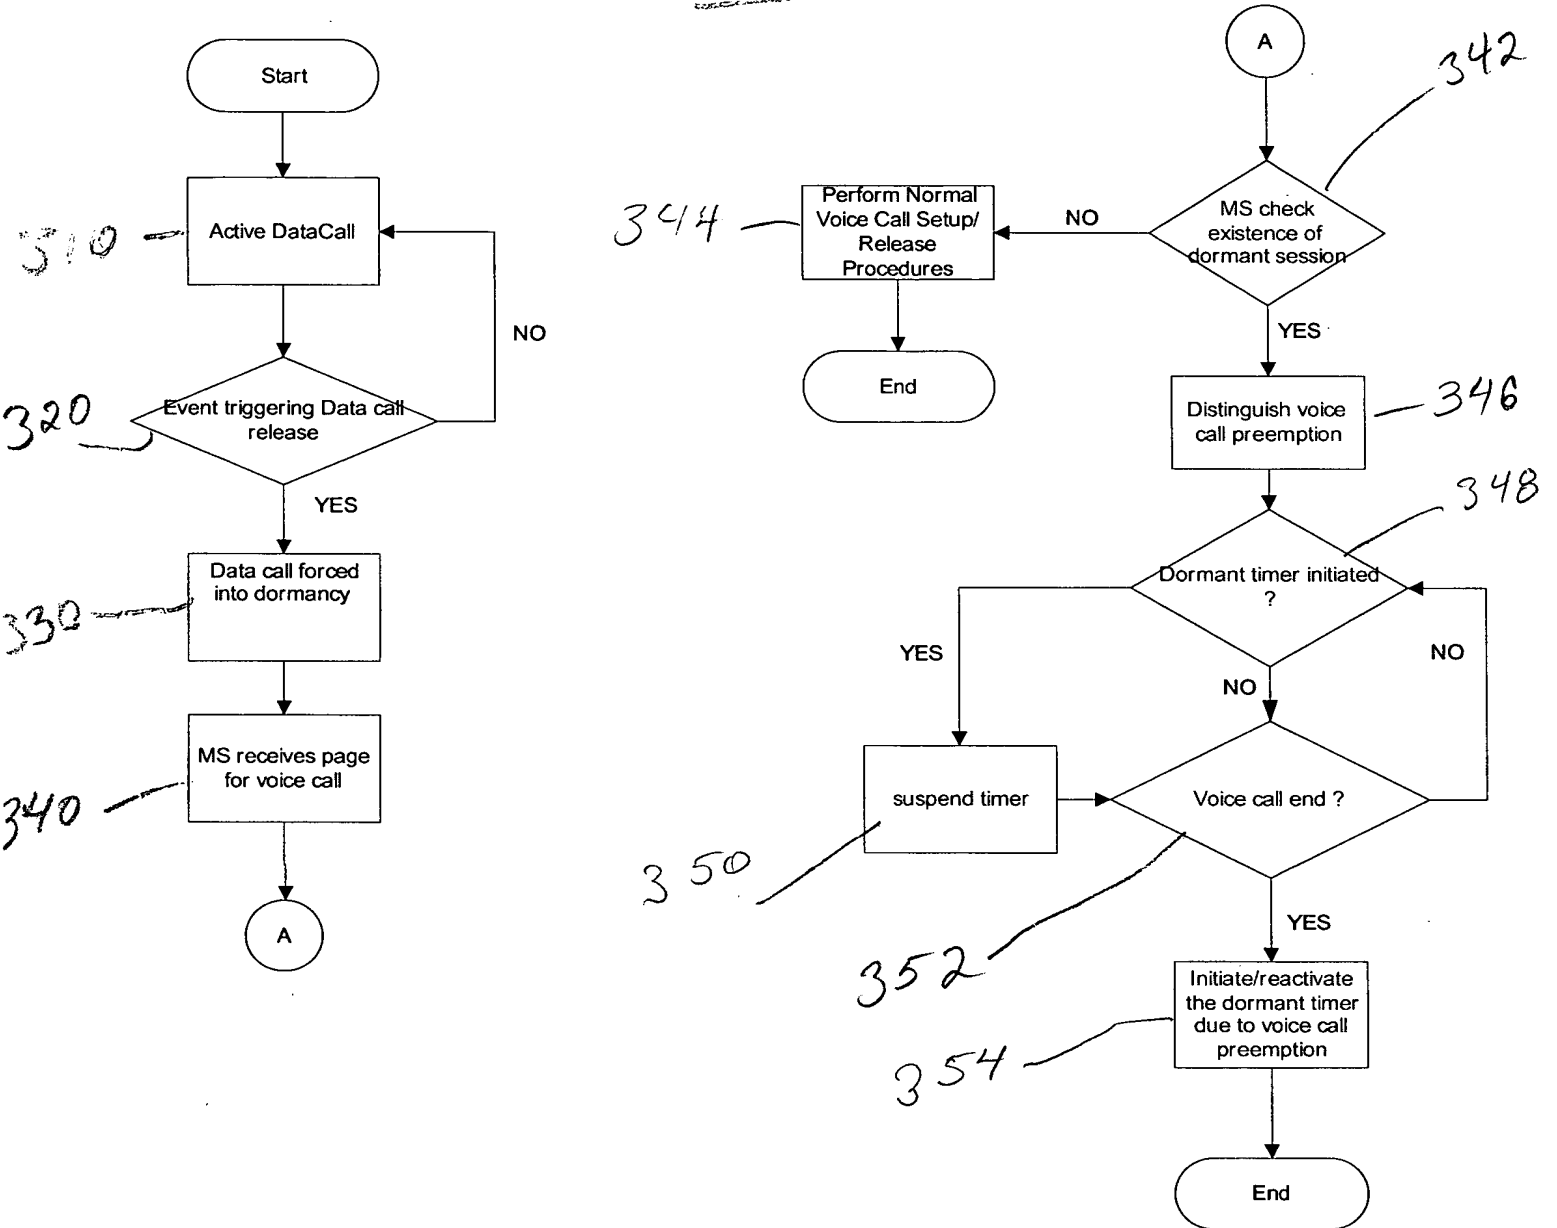 Start
Active DataCall
310
NO
Event triggering Data call
release
320
YES
Data call forced
into dormancy
330
MS receives page
for voice call
340
A
A
342
MS check
existence of
dormant session
NO
Perform Normal
Voice Call Setup/
Release
Procedures
344
End
YES
Distinguish voice
call preemption
346
348
Dormant timer initiated
?
YES
NO
NO
suspend timer
350
Voice call end ?
352
YES
Initiate/reactivate
the dormant timer
due to voice call
preemption
354
End